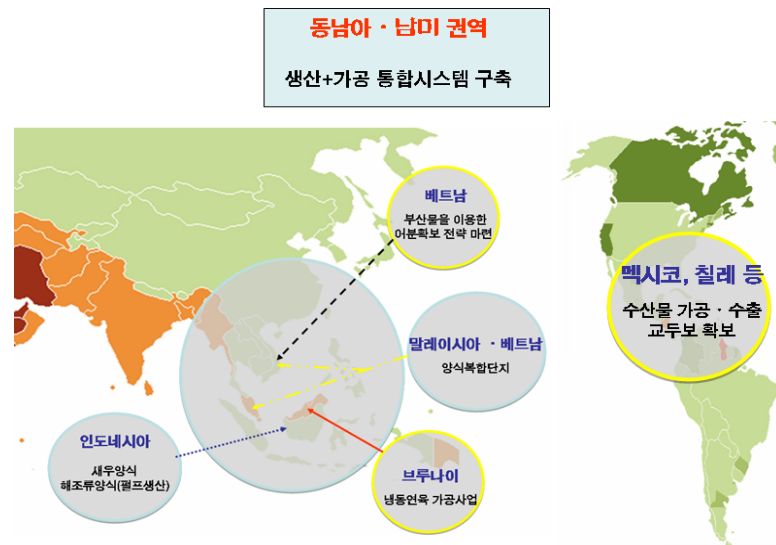 동남아 · 남미 권역
생산+가공 통합시스템 구축
베트남
부산물을 이용한
어분확보 전략 마련
멕시코, 칠레 등
수산물 가공 · 수출
교두보 확보
말레이시아 · 베트남
양식복합단지
인도네시아
새우양식
해조류양식(펄프생산)
브루나이
냉동연육 가공사업